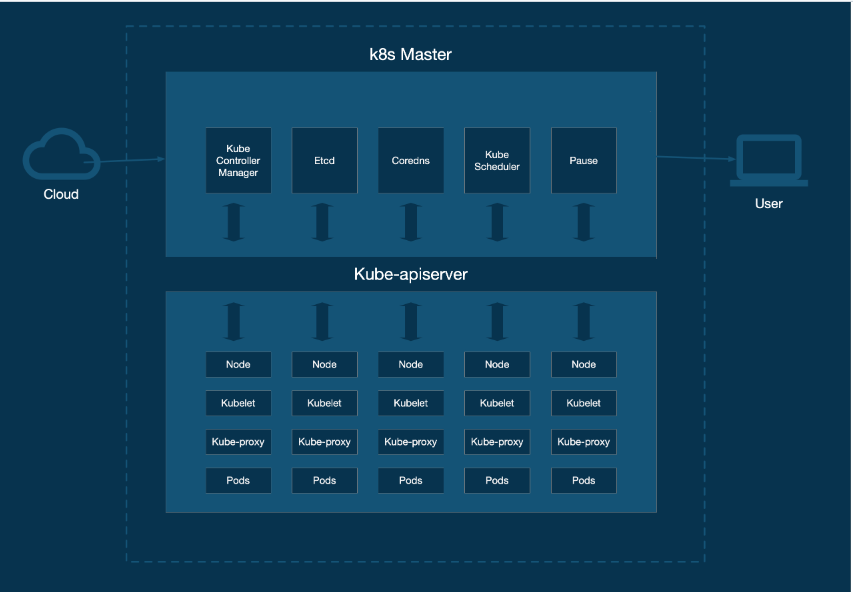 k8s Master
Kube
Controller
Manager
Etcd
Coredns
Kube
Scheduler
Pause
Cloud
User
Kube-apiserver
Node Node Node Node Node
Kubelet Kubelet Kubelet Kubelet Kubelet
Kube-proxy Kube-proxy Kube-proxy Kube-proxy Kube-proxy
Pods Pods Pods Pods Pods